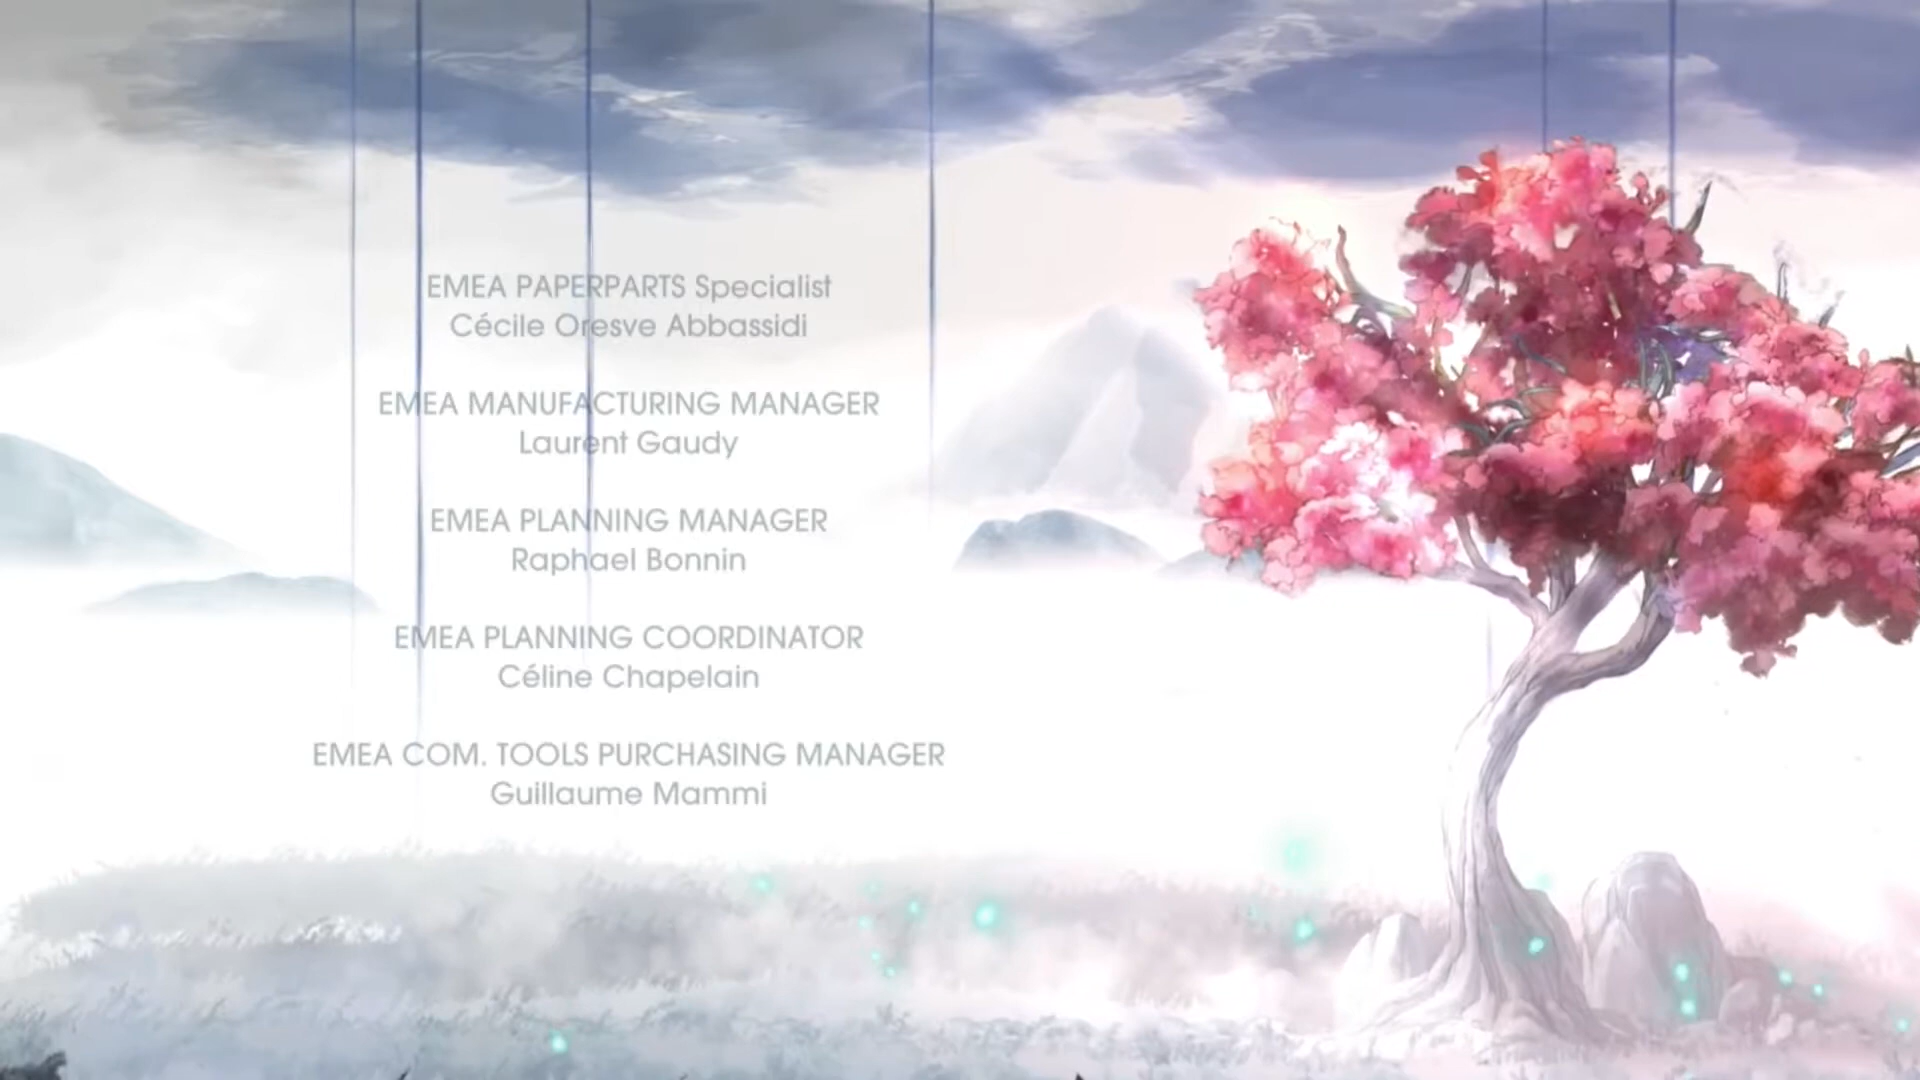 EMEA PAPERPARTS Specialist
Cécile Oresve Abbassidi
EMEA MANUFACTURING MANAGER
Laurent Gaudy
EMEA PLANNING MANAGER
Raphael Bonnin
EMEA PLANNING COORDINATOR
Céline Chapelain
EMEA COM. TOOLS PURCHASING MANAGER
Guillaume Mammi